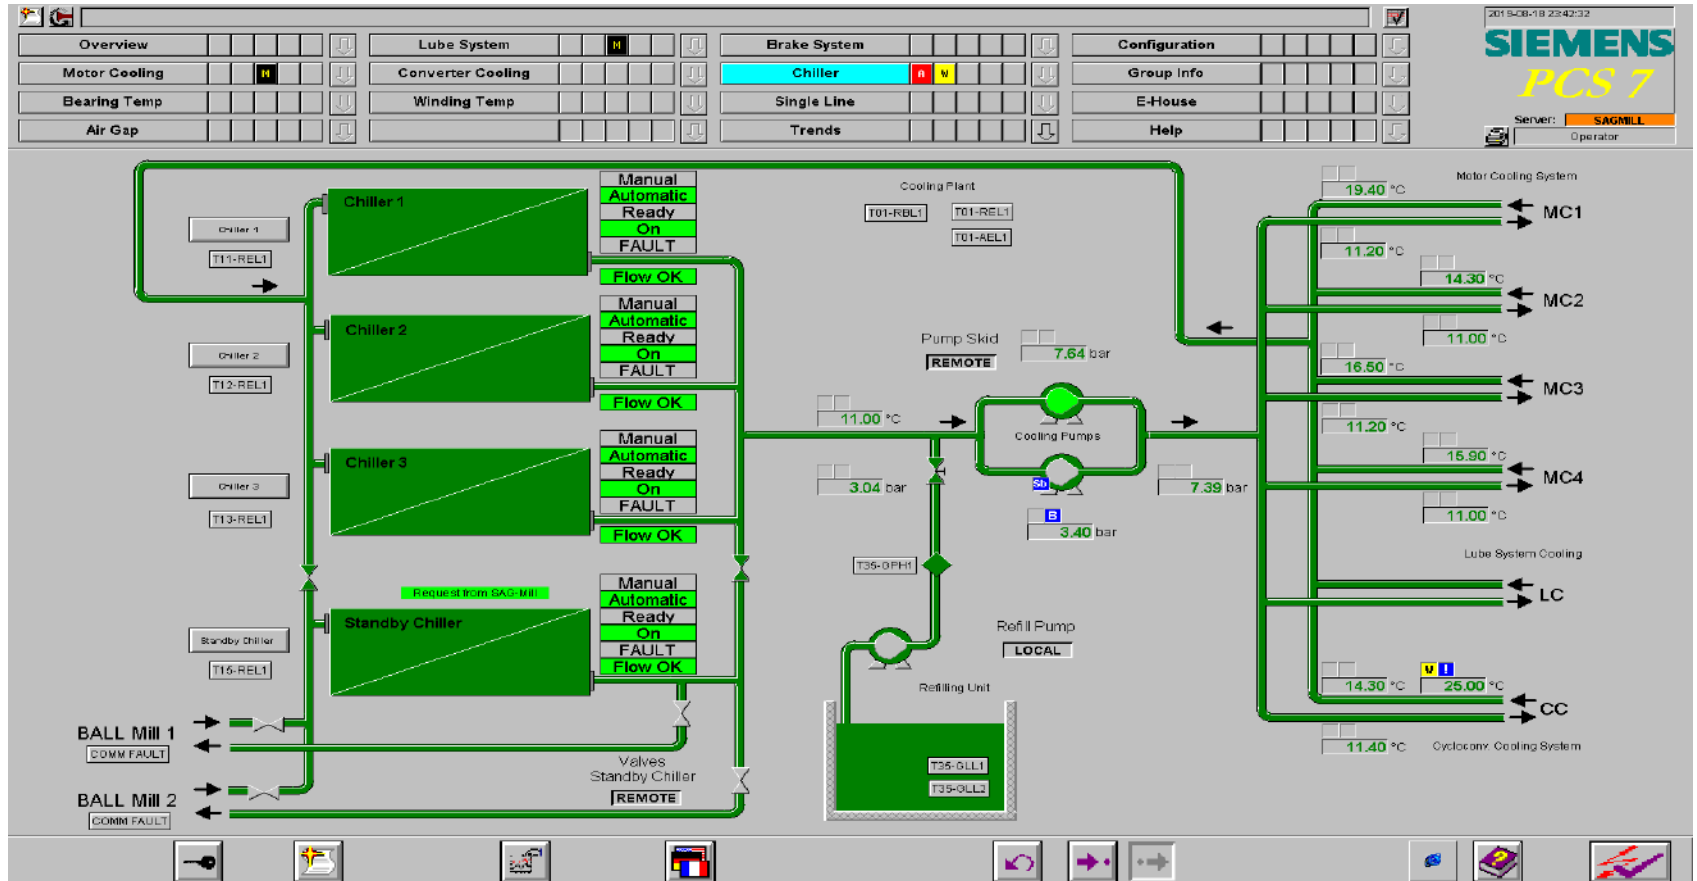 2019-08-18 23:42:32
SIEMENS
PCS 7
Server: SAGMILL
Operator
Overview
Lube System M
Brake System
Configuration
Motor Cooling M
Converter Cooling
Chiller A W
Group Info
Bearing Temp
Winding Temp
Single Line
E-House
Air Gap
Trends
Help
Chiller 1
Manual
Automatic
Ready
On
FAULT
Flow OK
Chiller 1
T11-REL1
Chiller 2
Manual
Automatic
Ready
On
FAULT
Flow OK
Chiller 2
T12-REL1
Chiller 3
Manual
Automatic
Ready
On
FAULT
Flow OK
Chiller 3
T13-REL1
Request from SAG-Mill
Standby Chiller
Manual
Automatic
Ready
On
FAULT
Flow OK
Standby Chiller
T15-REL1
BALL Mill 1
COMM FAULT
BALL Mill 2
COMM FAULT
Valves
Standby Chiller
REMOTE
Cooling Plant
T01-RBL1
T01-REL1
T01-AEL1
Pump Skid
REMOTE
7.64 bar
11.00 °C
Cooling Pumps
3.04 bar
Sb
7.39 bar
B
3.40 bar
T35-DPH1
Refill Pump
LOCAL
Refilling Unit
T35-GLL1
T35-GLL2
Motor Cooling System
19.40 °C
MC1
11.20 °C
14.30 °C
MC2
11.00 °C
16.50 °C
MC3
11.20 °C
15.90 °C
MC4
11.00 °C
Lube System Cooling
LC
W !
14.30 °C
25.00 °C
CC
11.40 °C
Cycloconv. Cooling System